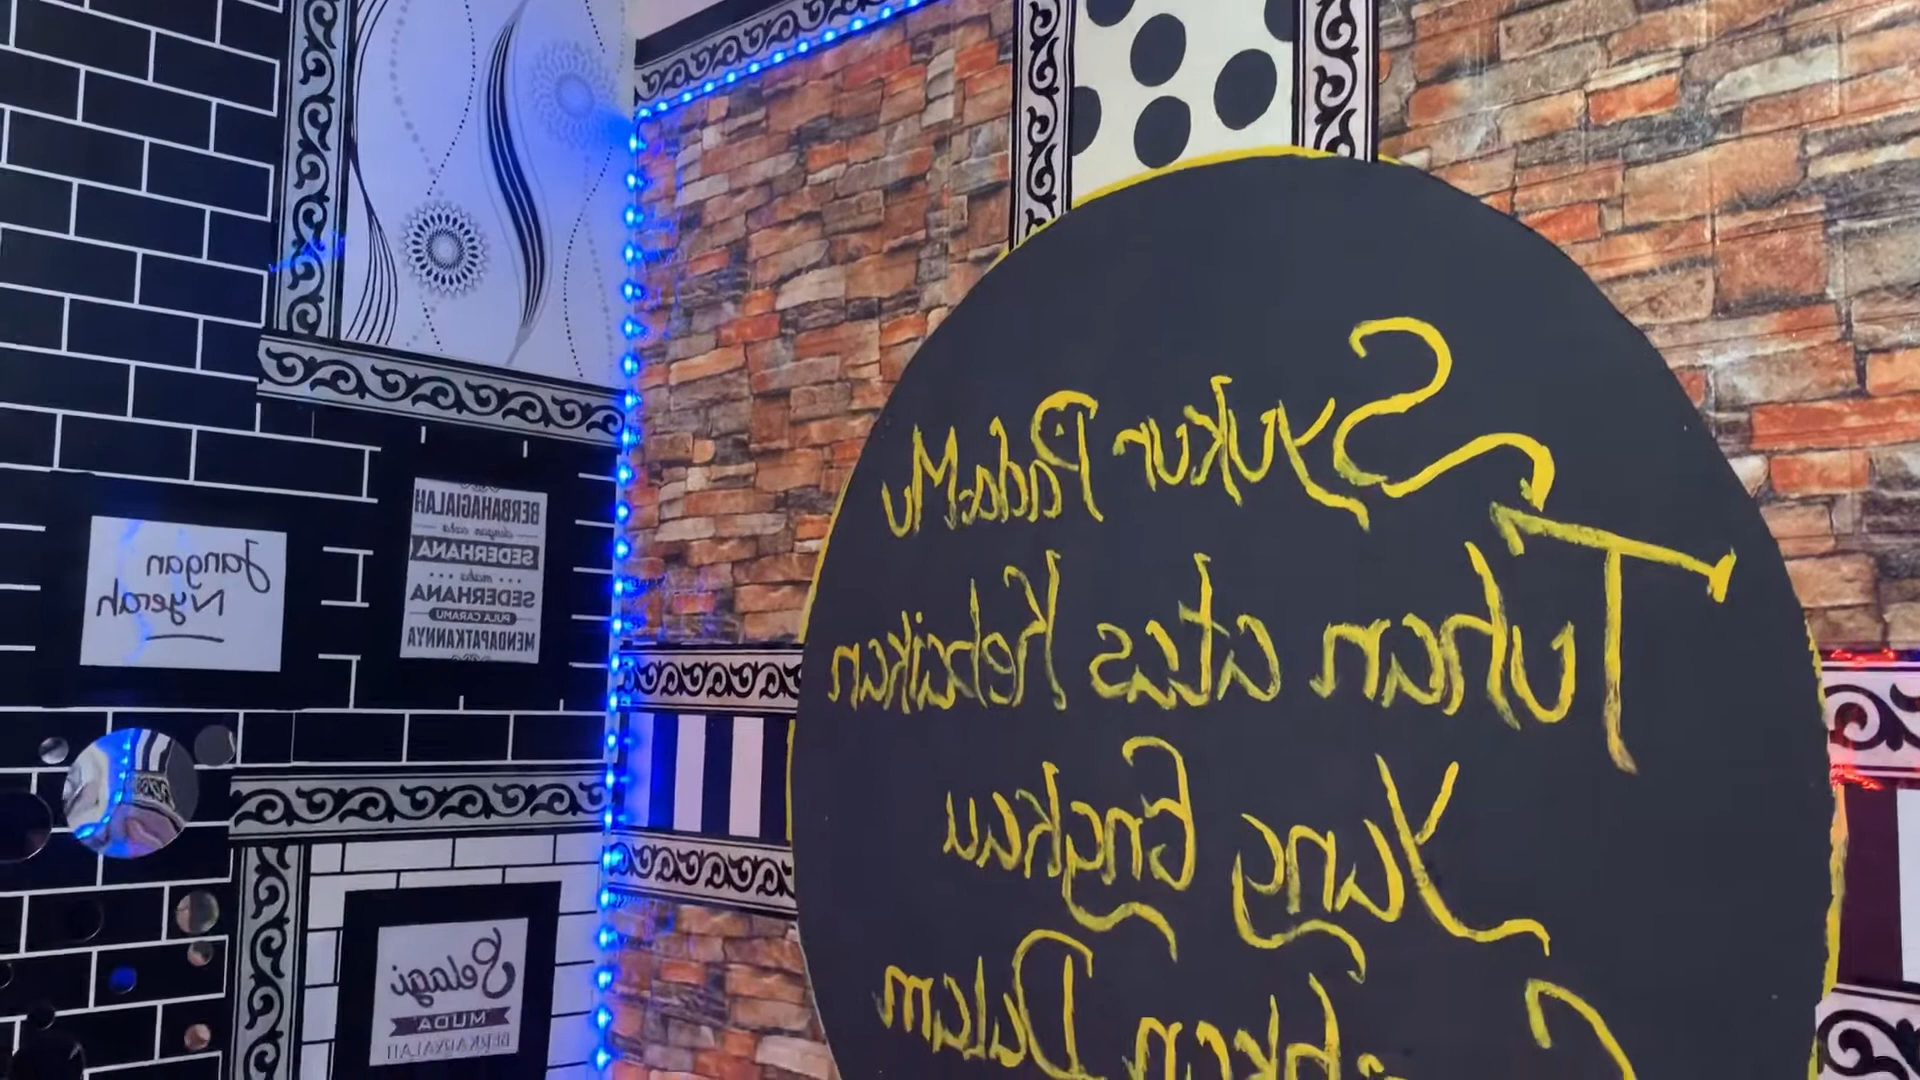 Syukur PadaMu
Tuhan atas Kebaikan
Yang Engkau
Dalam
Jangan
Nyerah
BERBAHAGIALAH
dengan cara
SEDERHANA
maka
SEDERHANA
PULA CARAMU
MENDAPATKANNYA
Selagi
MUDA
BERKARYALAH